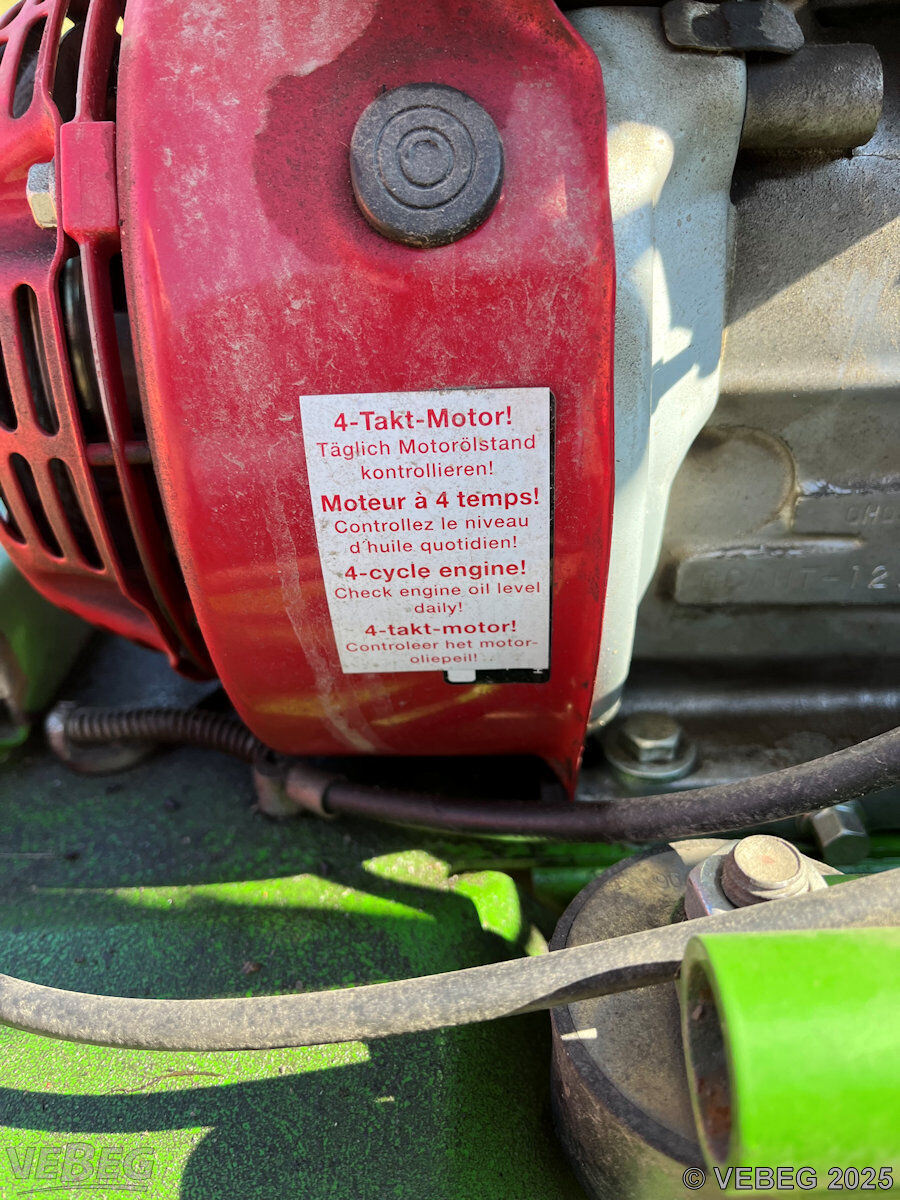 4-Takt-Motor!
Täglich Motorölstand
kontrollieren!
Moteur à 4 temps!
Controllez le niveau
d'huile quotidien!
4-cycle engine!
Check engine oil level
daily!
4-takt-motor!
Controleer het motor-
oliepeil!
VEBEG
© VEBEG 2025